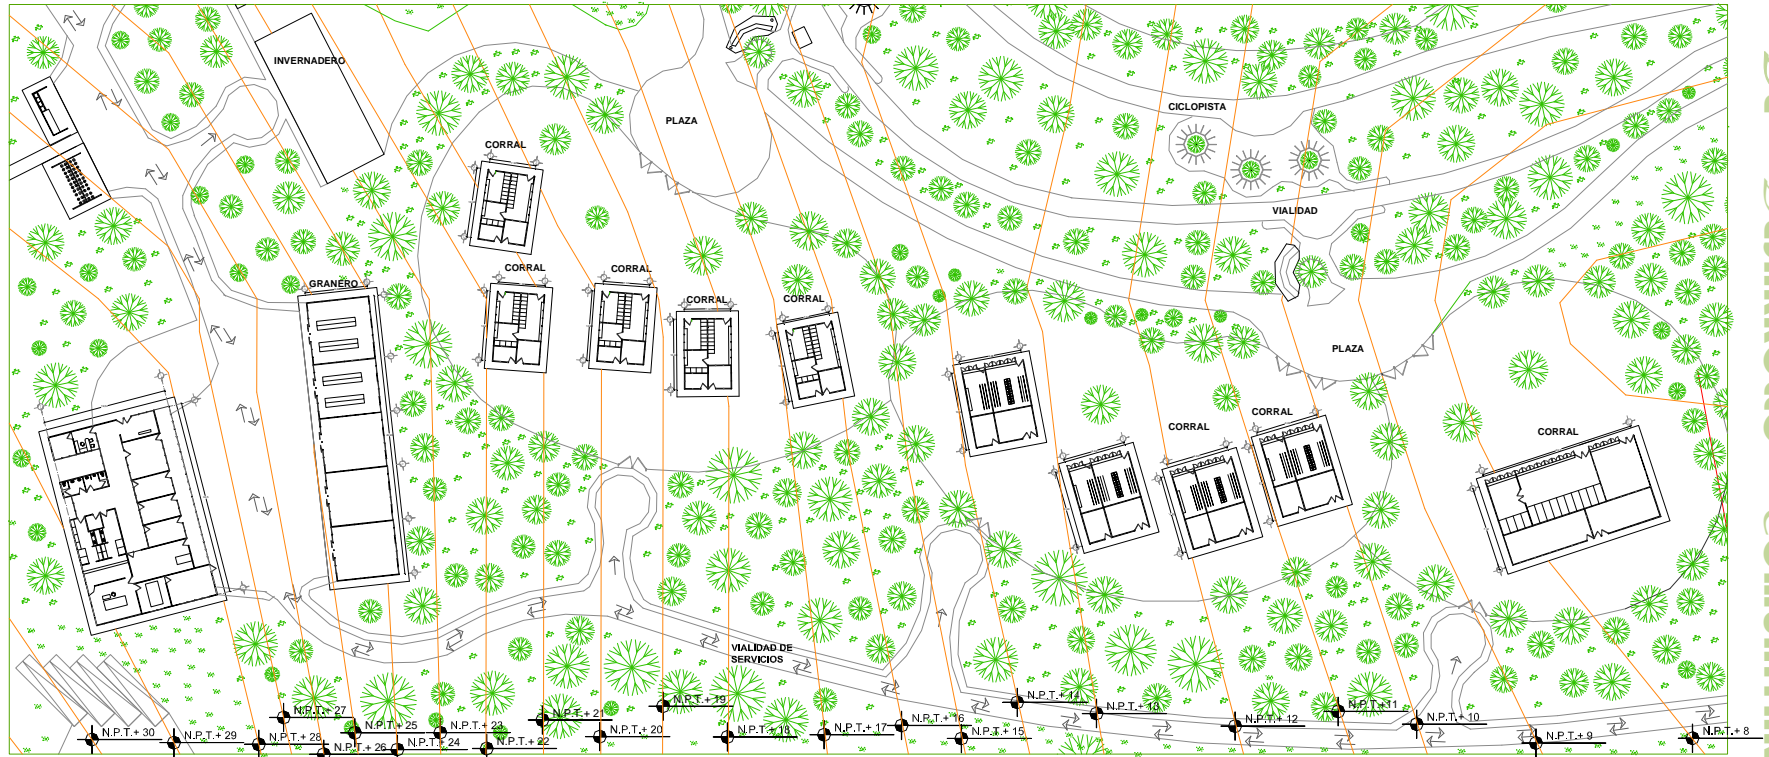 INVERNADERO
CICLOPISTA
PLAZA
CORRAL
VIALIDAD
CORRAL
CORRAL
GRANERO
CORRAL
CORRAL
PLAZA
CORRAL
CORRAL
CORRAL
VIALIDAD DE
SERVICIOS
N.P.T.+ 30
N.P.T.+ 29
N.P.T.+ 28
N.P.T.+ 27
N.P.T.+ 26
N.P.T.+ 25
N.P.T.+ 24
N.P.T.+ 23
N.P.T.+ 22
N.P.T.+ 21
N.P.T.+ 20
N.P.T.+ 19
N.P.T.+ 18
N.P.T.+ 17
N.P.T.+ 16
N.P.T.+ 15
N.P.T.+ 14
N.P.T.+ 13
N.P.T.+ 12
N.P.T.+ 11
N.P.T.+ 10
N.P.T.+ 9
N.P.T.+ 8